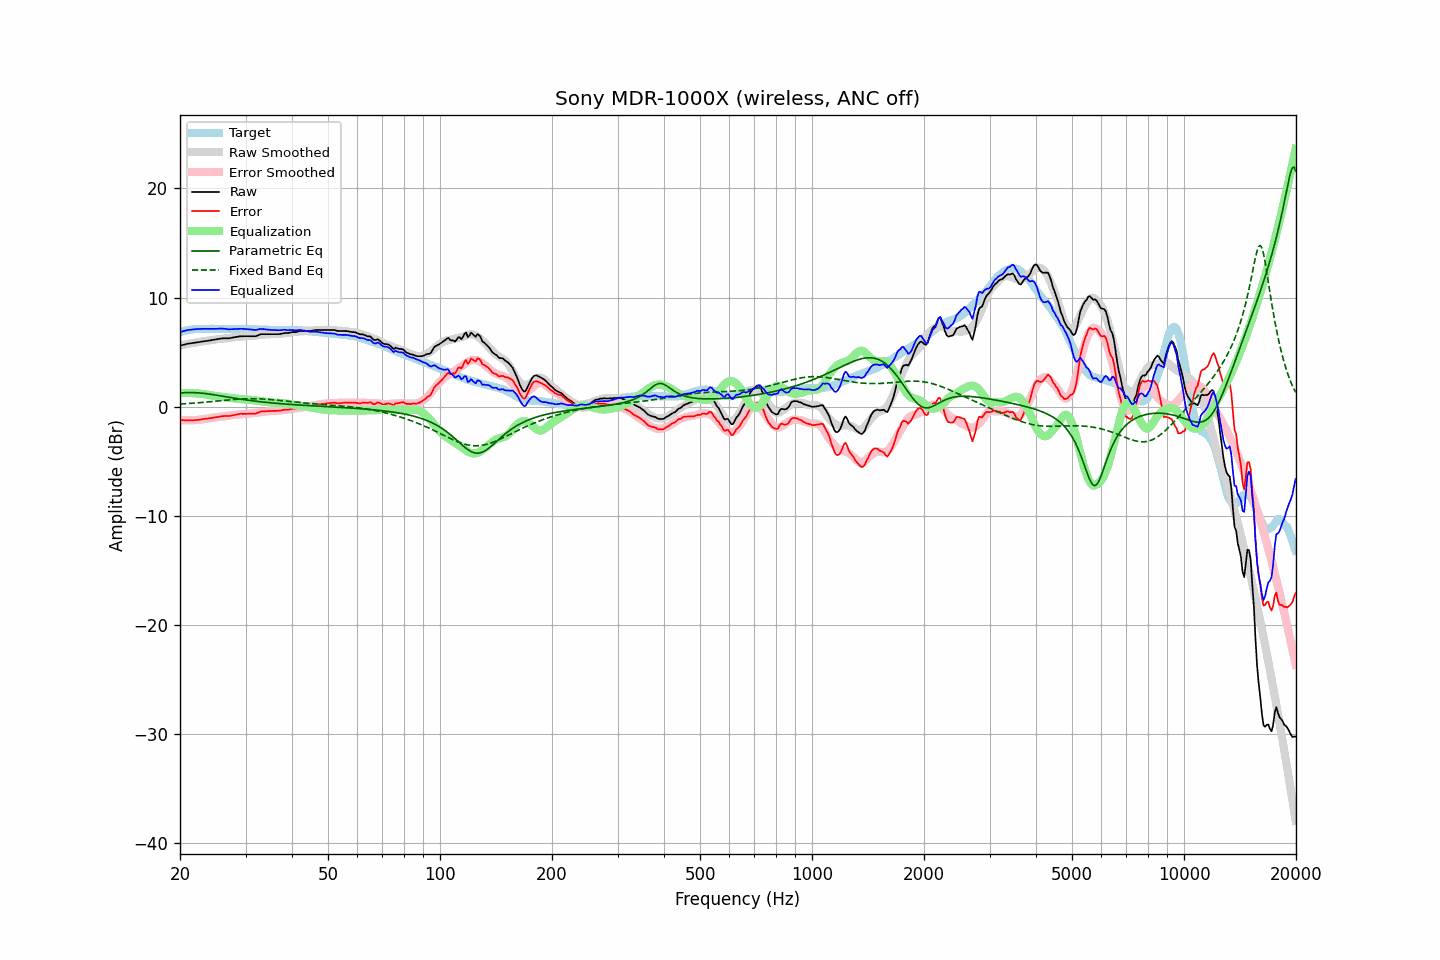 Sony MDR-1000X (wireless, ANC off)
Target
Raw Smoothed
Error Smoothed
Raw
Error
Equalization
Parametric Eq
Fixed Band Eq
Equalized
20
10
0
−10
−20
−30
−40
Amplitude (dBr)
20 50 100 200 500 1000 2000 5000 10000 20000
Frequency (Hz)